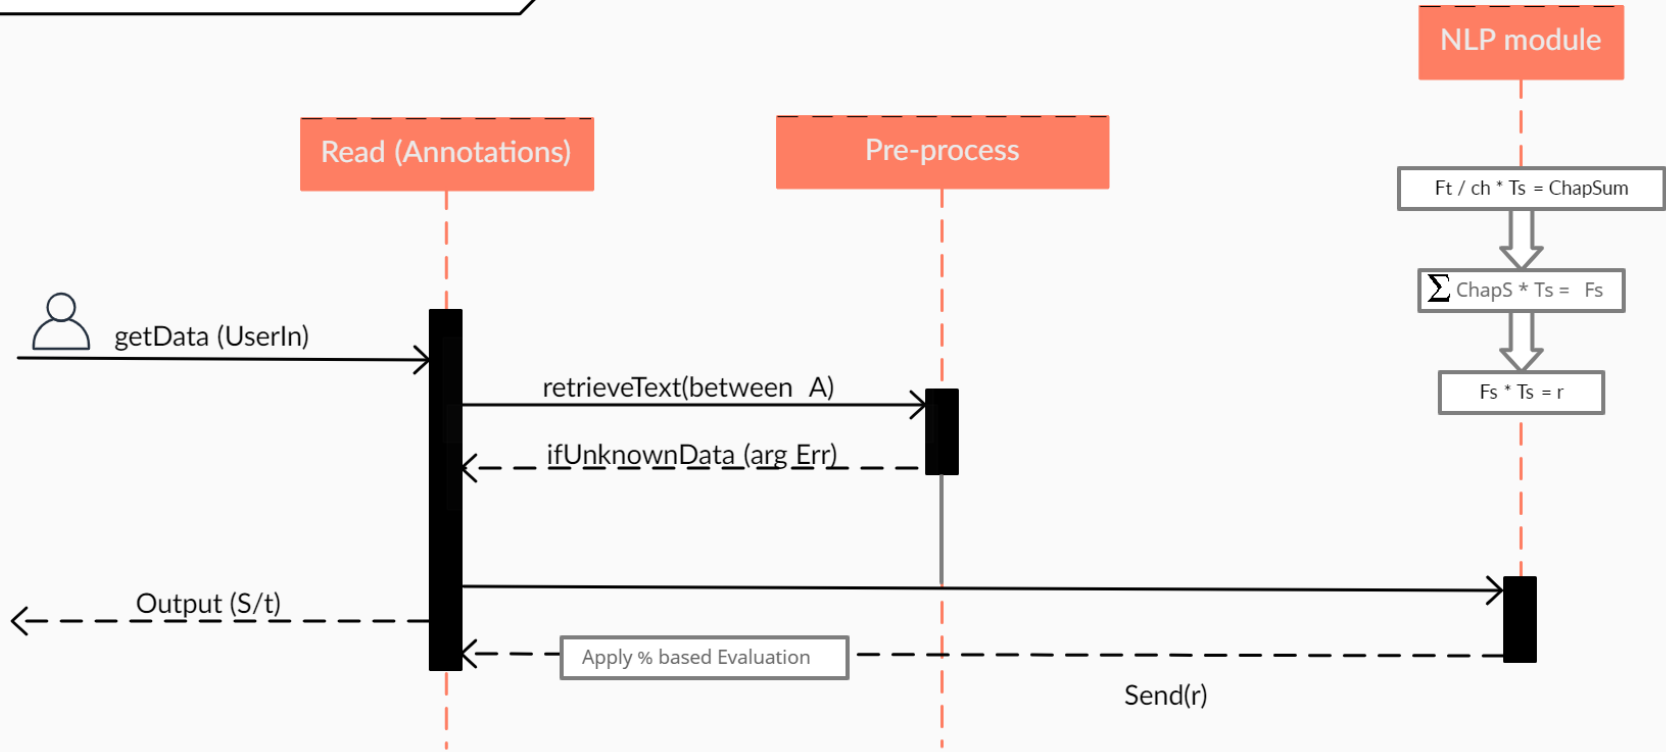 NLP module
Read (Annotations)
Pre-process
Ft / ch * Ts = ChapSum
∑ ChapS * Ts = Fs
getData (UserIn)
retrieveText(between A)
Fs * Ts = r
ifUnknownData (arg Err)
Output (S/t)
Apply % based Evaluation
Send(r)